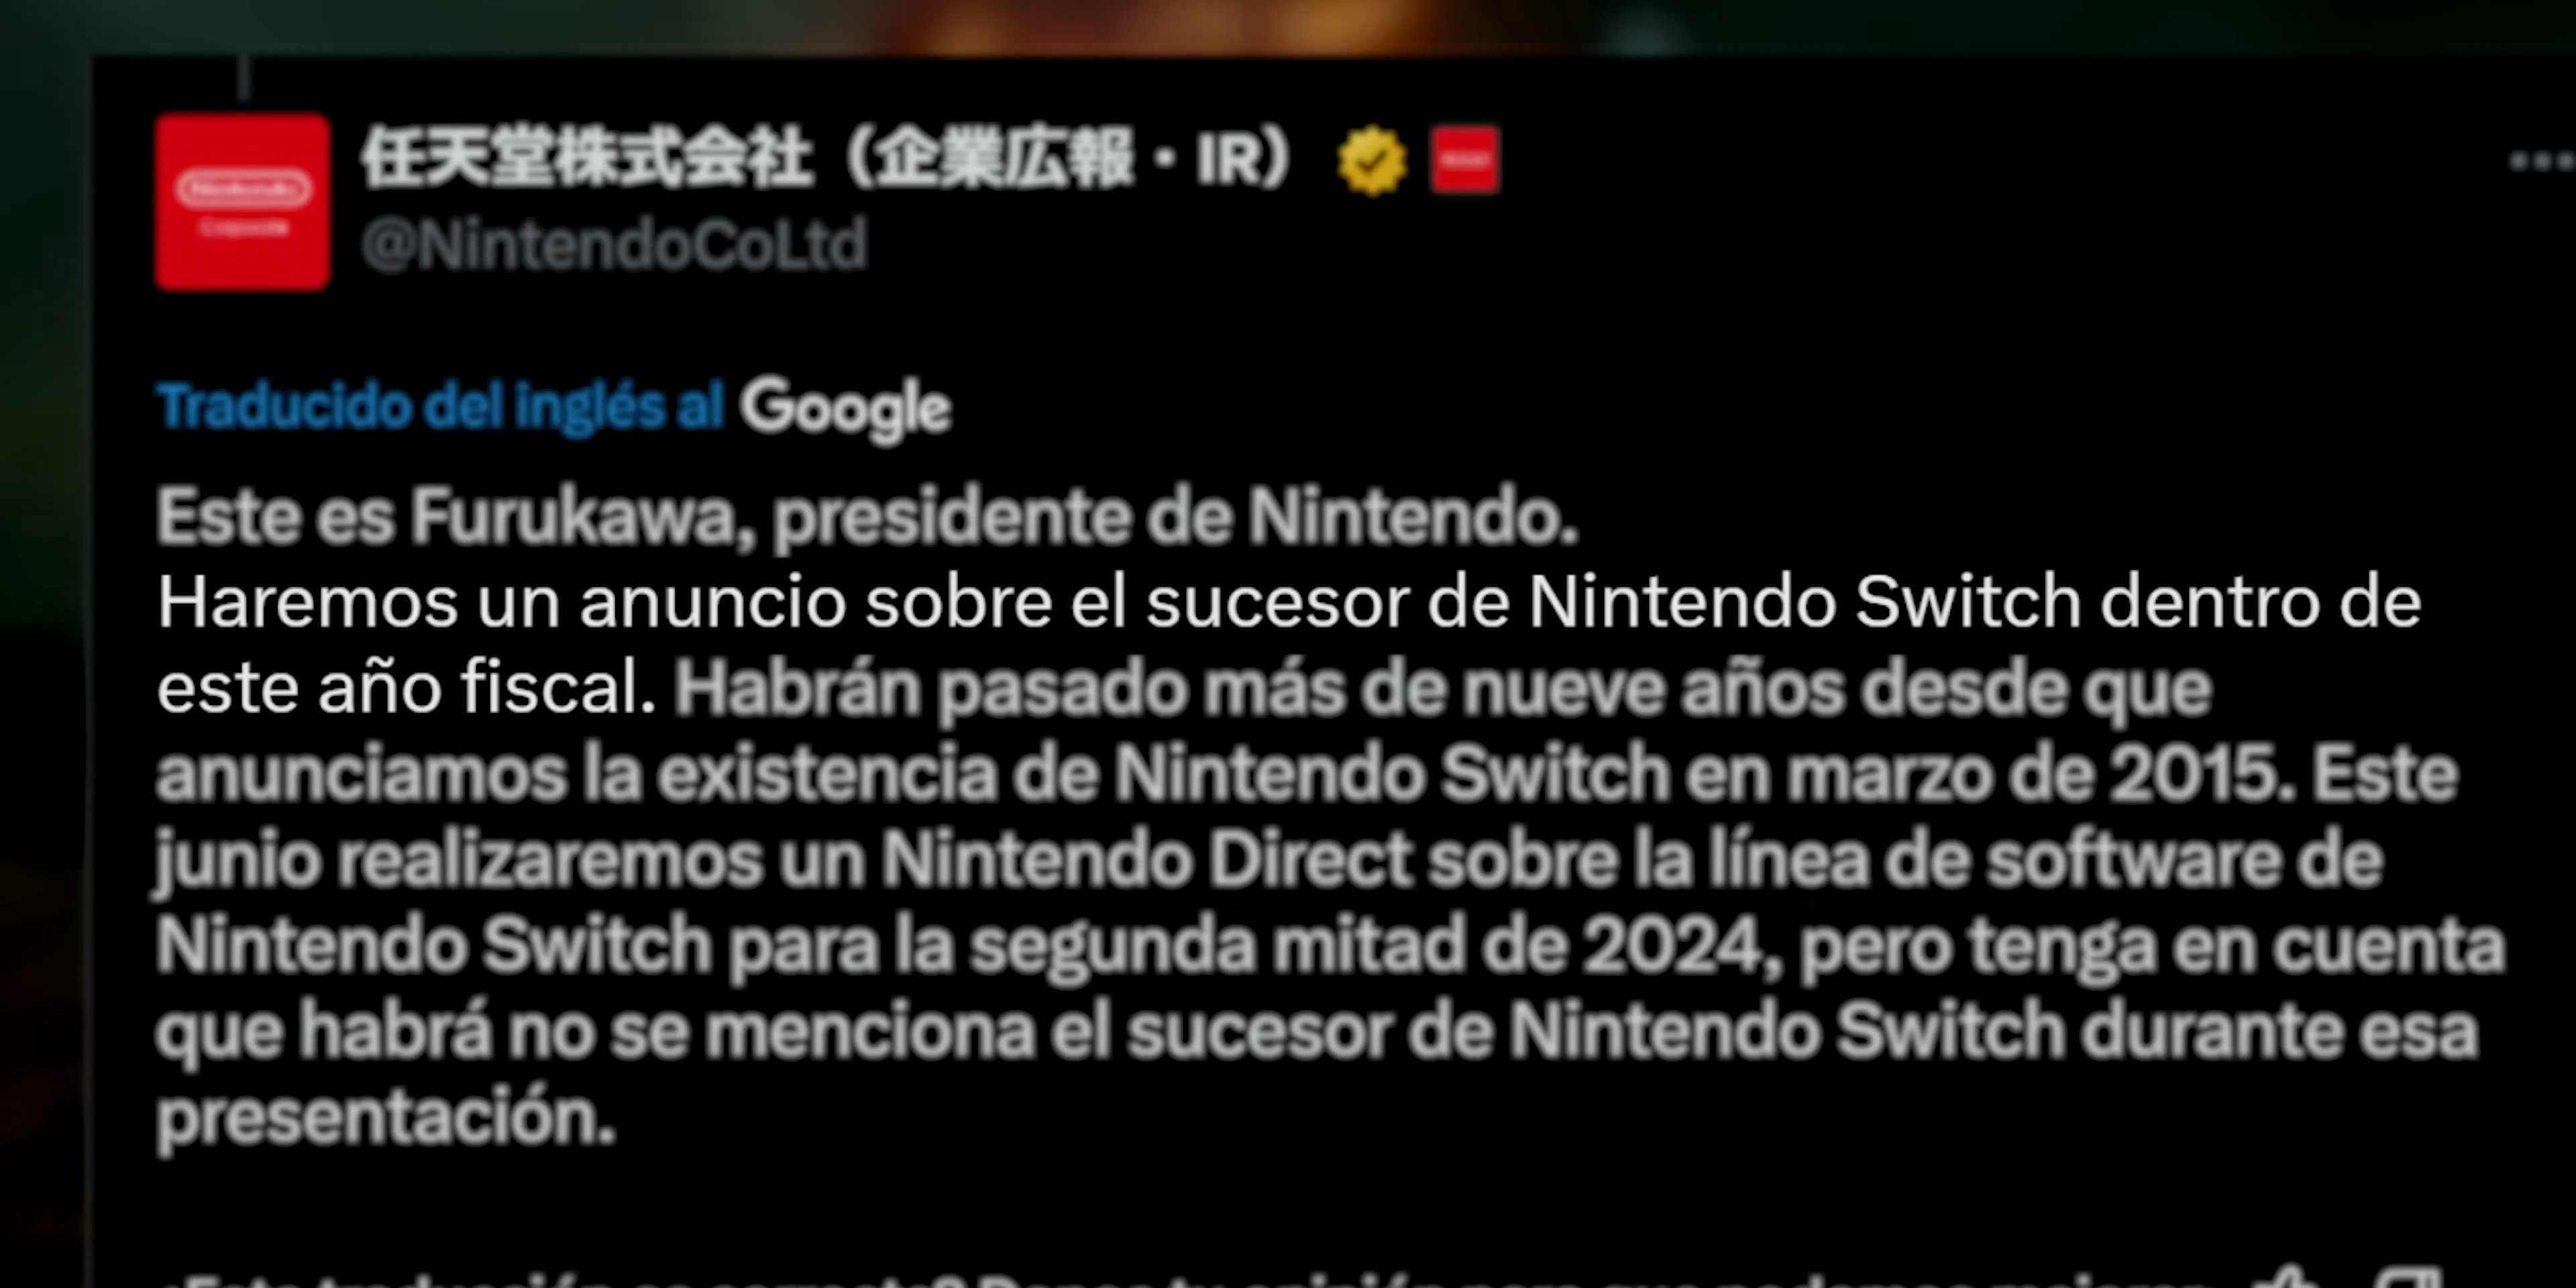 任天堂株式会社（企業広報・IR）
@NintendoCoLtd
Nintendo
Corporate
Traducido del inglés al Google
Este es Furukawa, presidente de Nintendo.
Haremos un anuncio sobre el sucesor de Nintendo Switch dentro de
este año fiscal. Habrán pasado más de nueve años desde que
anunciamos la existencia de Nintendo Switch en marzo de 2015. Este
junio realizaremos un Nintendo Direct sobre la línea de software de
Nintendo Switch para la segunda mitad de 2024, pero tenga en cuenta
que habrá no se menciona el sucesor de Nintendo Switch durante esa
presentación.